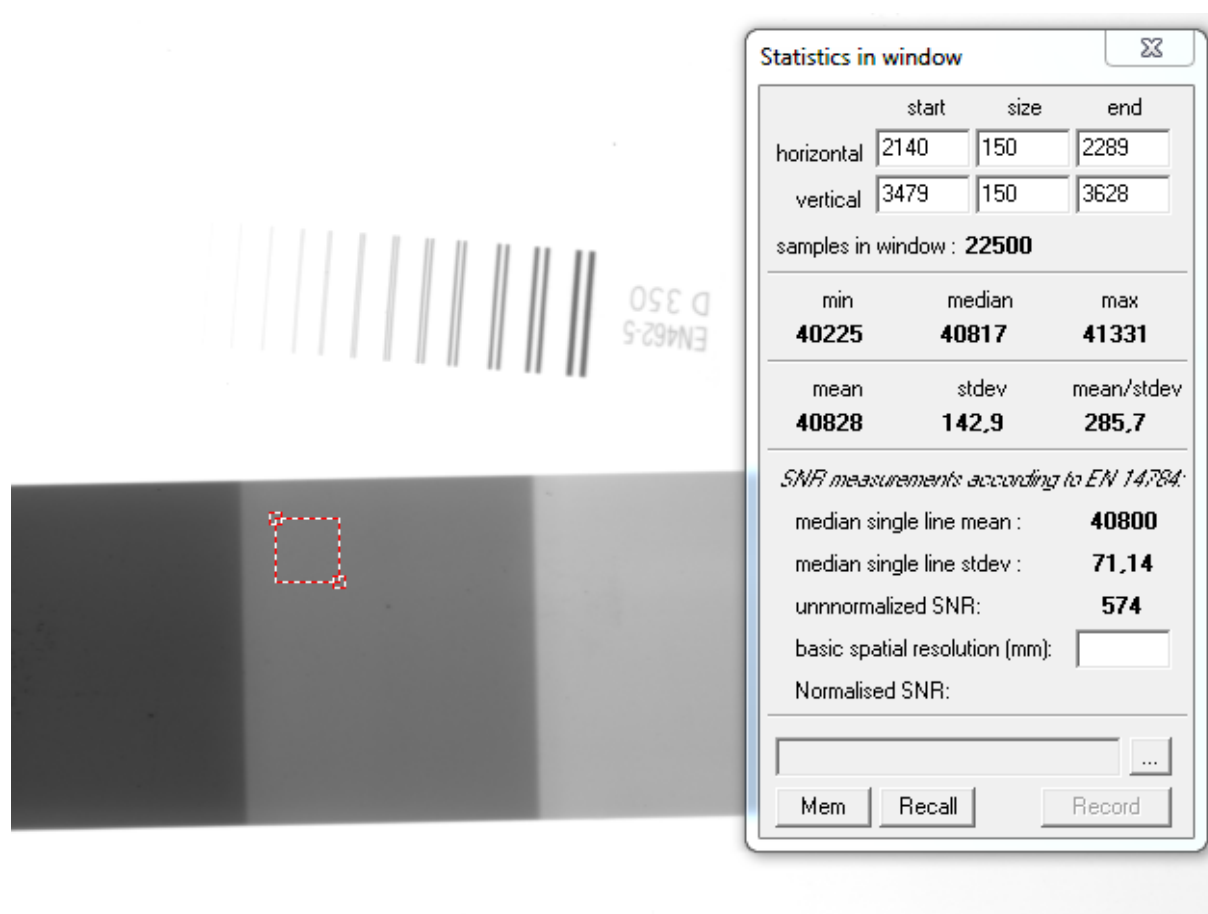 D 350
EN462-5
Statistics in window
start size end
horizontal 2140 150 2289
vertical 3479 150 3628
samples in window : 22500
min median max
40225 40817 41331
mean stdev mean/stdev
40828 142,9 285,7
SNR measurements according to EN 14784:
median single line mean : 40800
median single line stdev : 71,14
unnnormalized SNR: 574
basic spatial resolution (mm):
Normalised SNR:
...
Mem Recall Record